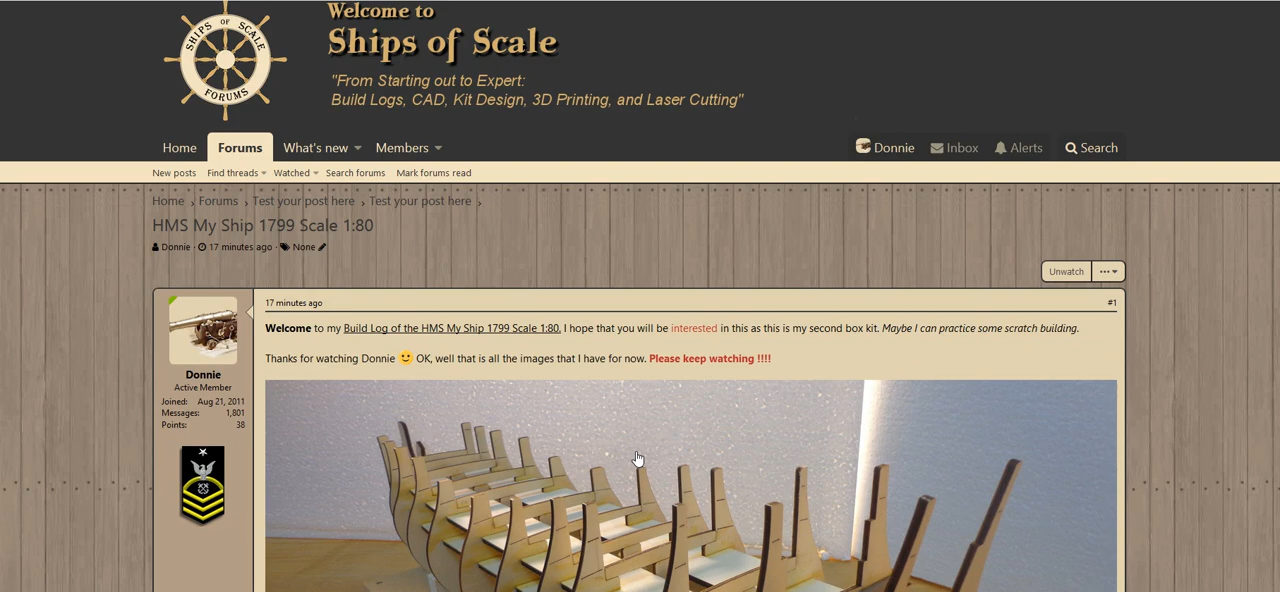 SHIPS OF SCALE
FORUMS
Welcome to
Ships of Scale
"From Starting out to Expert:
Build Logs, CAD, Kit Design, 3D Printing, and Laser Cutting"
Home Forums What's new Members Donnie Inbox Alerts Search
New posts Find threads Watched Search forums Mark forums read
Home › Forums › Test your post here › Test your post here ›
HMS My Ship 1799 Scale 1:80
Donnie · 17 minutes ago · None
Unwatch •••
17 minutes ago #1
Welcome to my Build Log of the HMS My Ship 1799 Scale 1:80. I hope that you will be interested in this as this is my second box kit. Maybe I can practice some scratch building.
Thanks for watching Donnie 🙂 OK, well that is all the images that I have for now. Please keep watching !!!!
Donnie
Active Member
Joined: Aug 21, 2011
Messages: 1,801
Points: 38